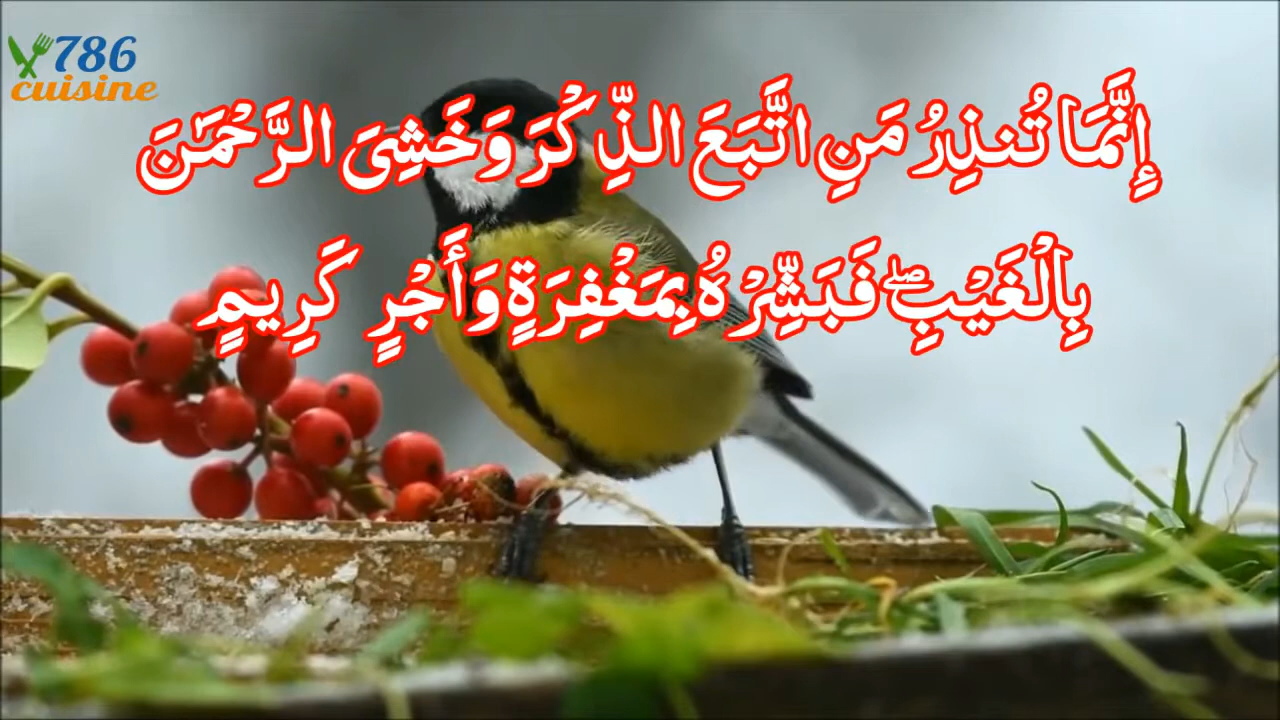 786
cuisine
إِنَّمَا تُنذِرُ مَنِ اتَّبَعَ الذِّكْرَ وَخَشِىَ الرَّحْمَٰنَ
بِالْغَيْبِ ۖ فَبَشِّرْهُ بِمَغْفِرَةٍ وَأَجْرٍ كَرِيمٍ